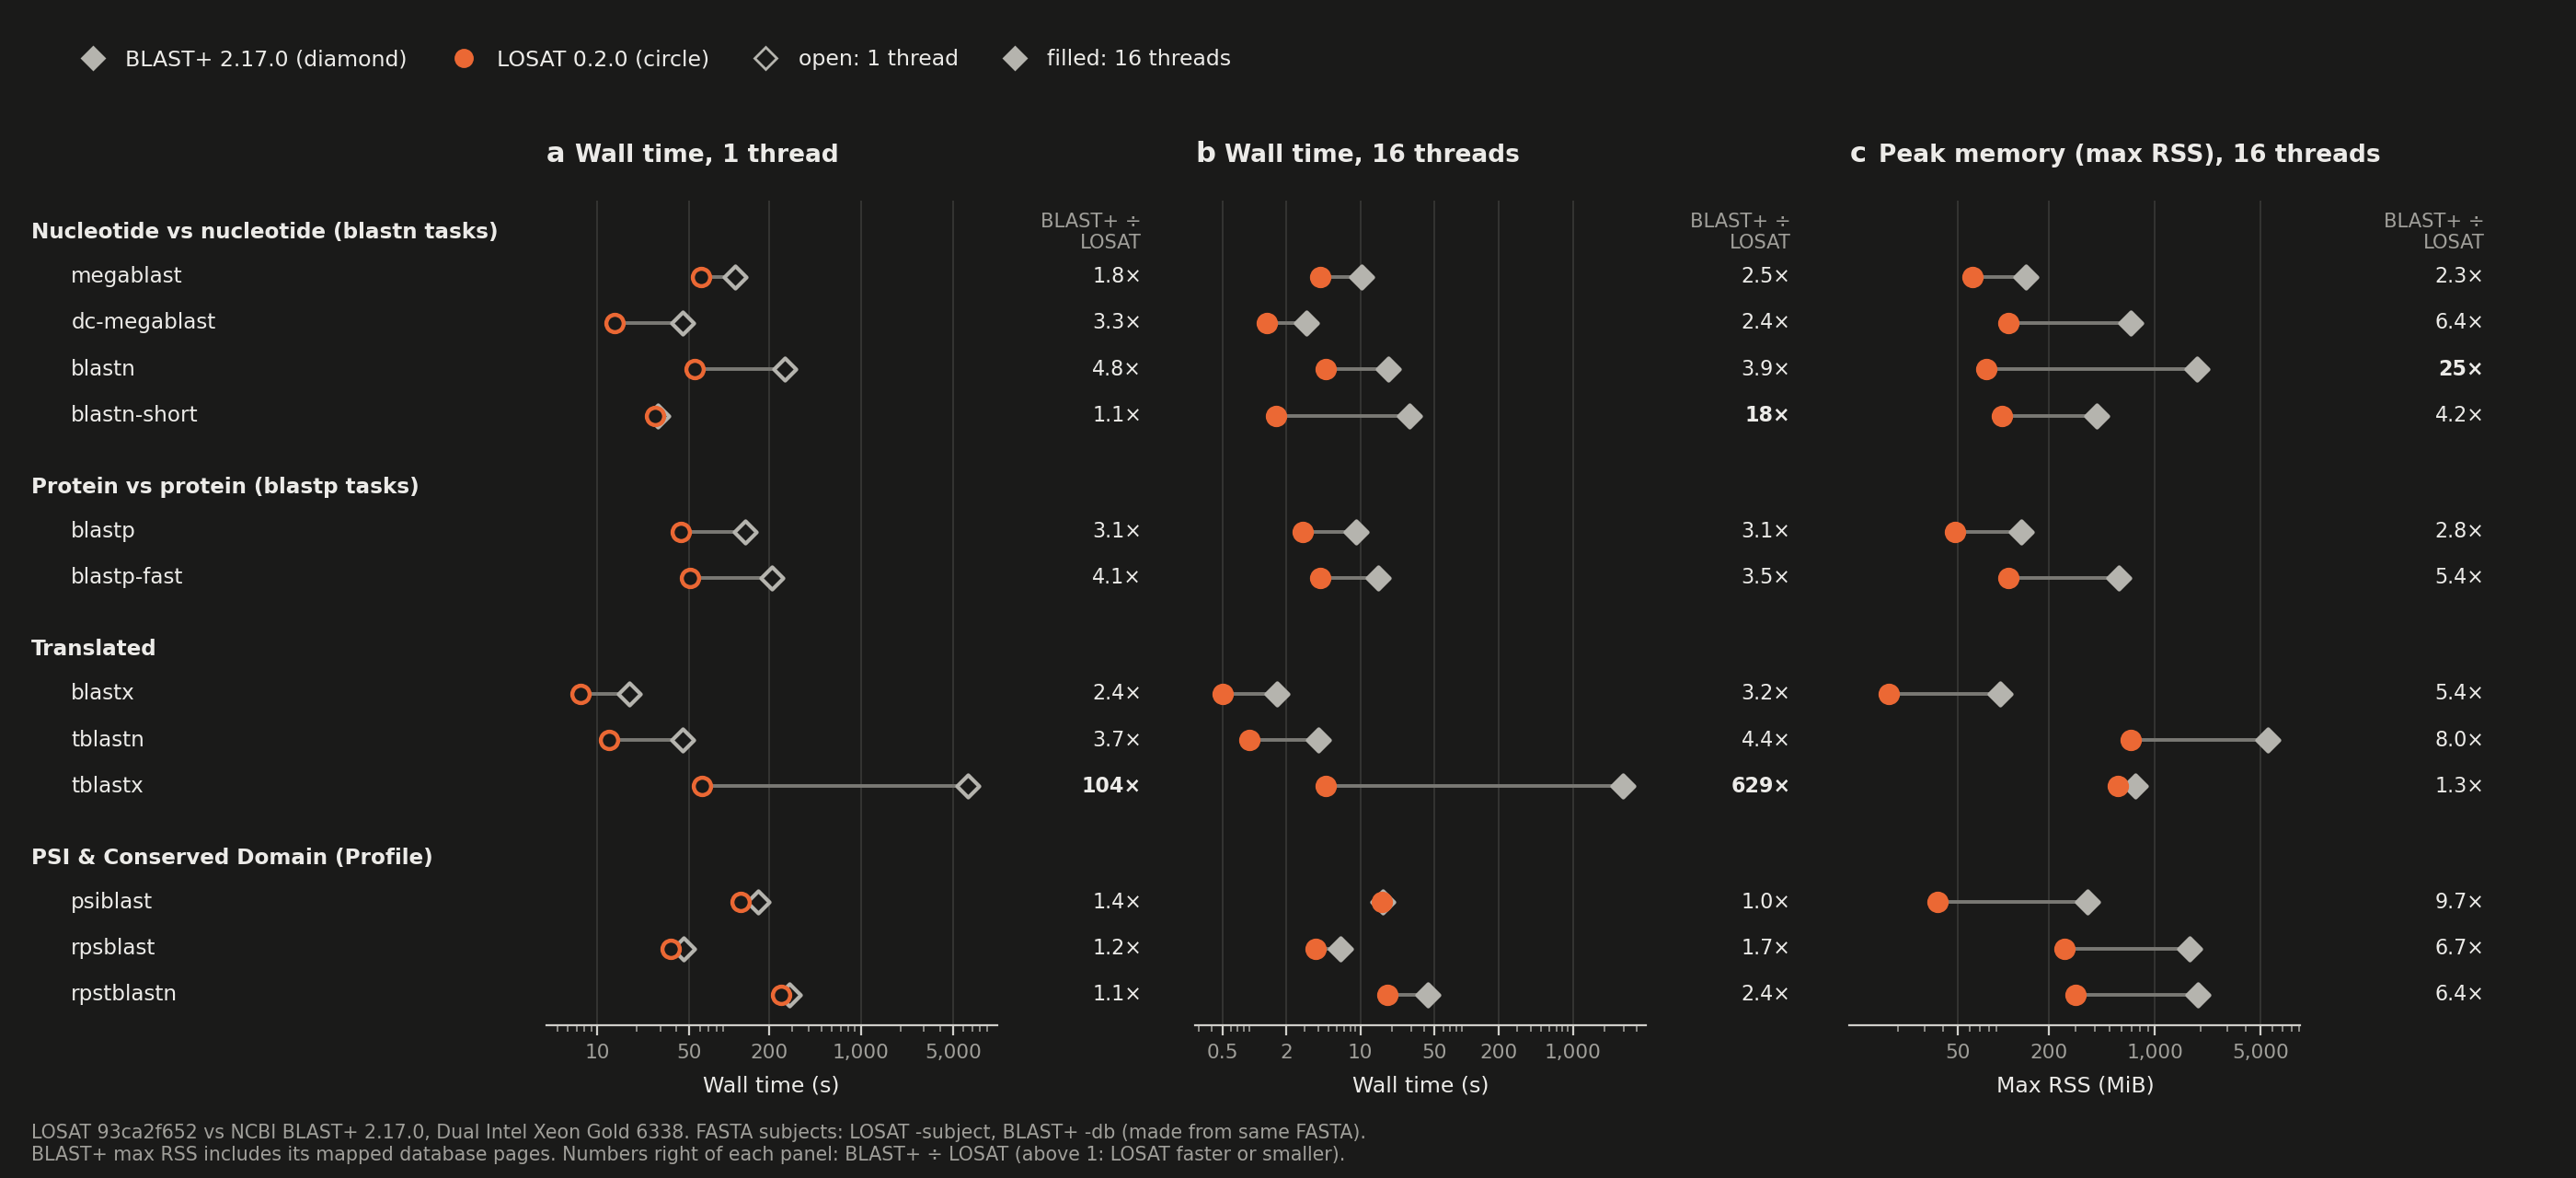 BLAST+ 2.17.0 (diamond) LOSAT 0.2.0 (circle) open: 1 thread filled: 16 threads
a Wall time, 1 thread b Wall time, 16 threads c Peak memory (max RSS), 16 threads
BLAST+ ÷ BLAST+ ÷ BLAST+ ÷
Nucleotide vs nucleotide (blastn tasks)
LOSAT LOSAT LOSAT
megablast 1.8× 2.5× 2.3×
dc-megablast 3.3× 2.4× 6.4×
blastn 4.8× 3.9× 25×
blastn-short 1.1× 18× 4.2×
Protein vs protein (blastp tasks)
blastp 3.1× 3.1× 2.8×
blastp-fast 4.1× 3.5× 5.4×
Translated
blastx 2.4× 3.2× 5.4×
tblastn 3.7× 4.4× 8.0×
tblastx 104× 629× 1.3×
PSI & Conserved Domain (Profile)
psiblast 1.4× 1.0× 9.7×
rpsblast 1.2× 1.7× 6.7×
rpstblastn 1.1× 2.4× 6.4×
10 50 200 1,000 5,000 0.5 2 10 50 200 1,000 50 200 1,000 5,000
Wall time (s) Wall time (s) Max RSS (MiB)
LOSAT 93ca2f652 vs NCBI BLAST+ 2.17.0, Dual Intel Xeon Gold 6338. FASTA subjects: LOSAT -subject, BLAST+ -db (made from same FASTA).
BLAST+ max RSS includes its mapped database pages. Numbers right of each panel: BLAST+ ÷ LOSAT (above 1: LOSAT faster or smaller).